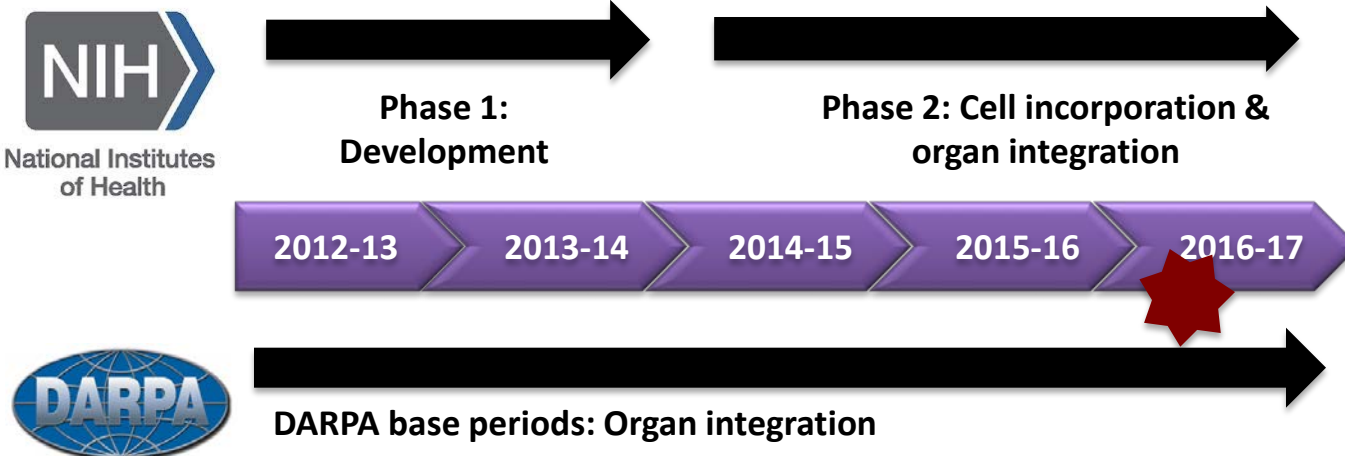 NIH
National Institutes
of Health
Phase 1:
Development
Phase 2: Cell incorporation &
organ integration
2012-13
2013-14
2014-15
2015-16
2016-17
DARPA
DARPA base periods: Organ integration